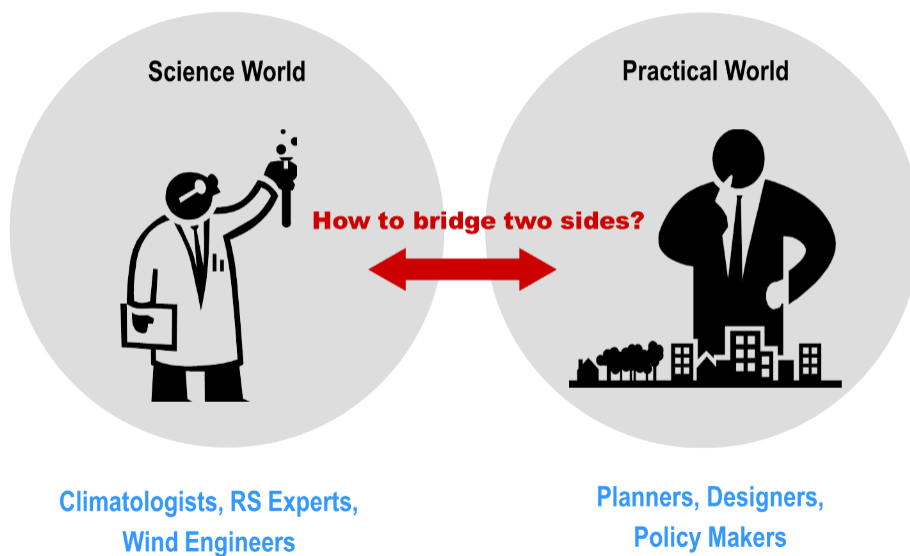 Science World
Practical World
How to bridge two sides?
Climatologists, RS Experts,
Wind Engineers
Planners, Designers,
Policy Makers